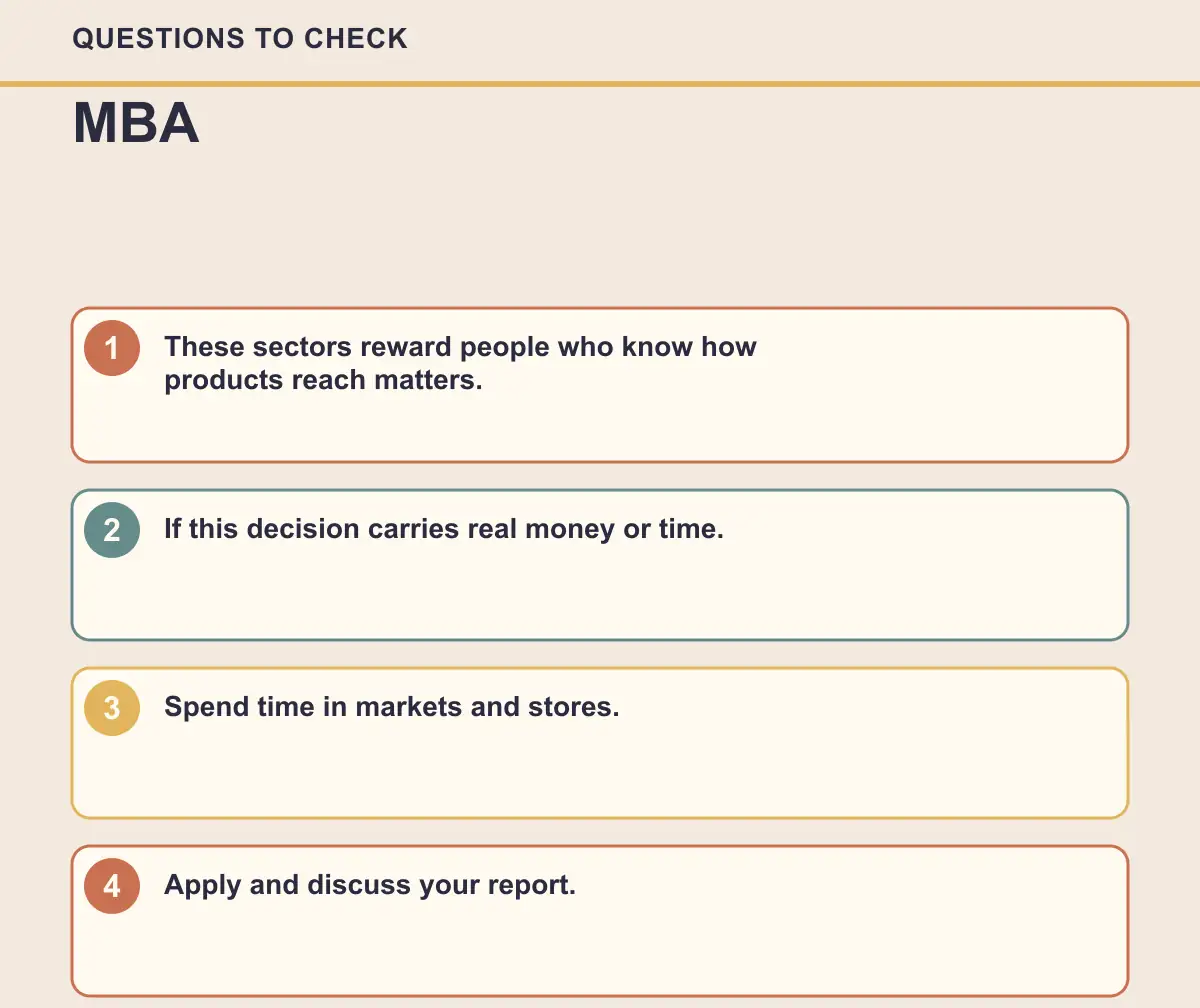 QUESTIONS TO CHECK
MBA
1
These sectors reward people who know how
products reach matters.
2
If this decision carries real money or time.
3
Spend time in markets and stores.
4
Apply and discuss your report.